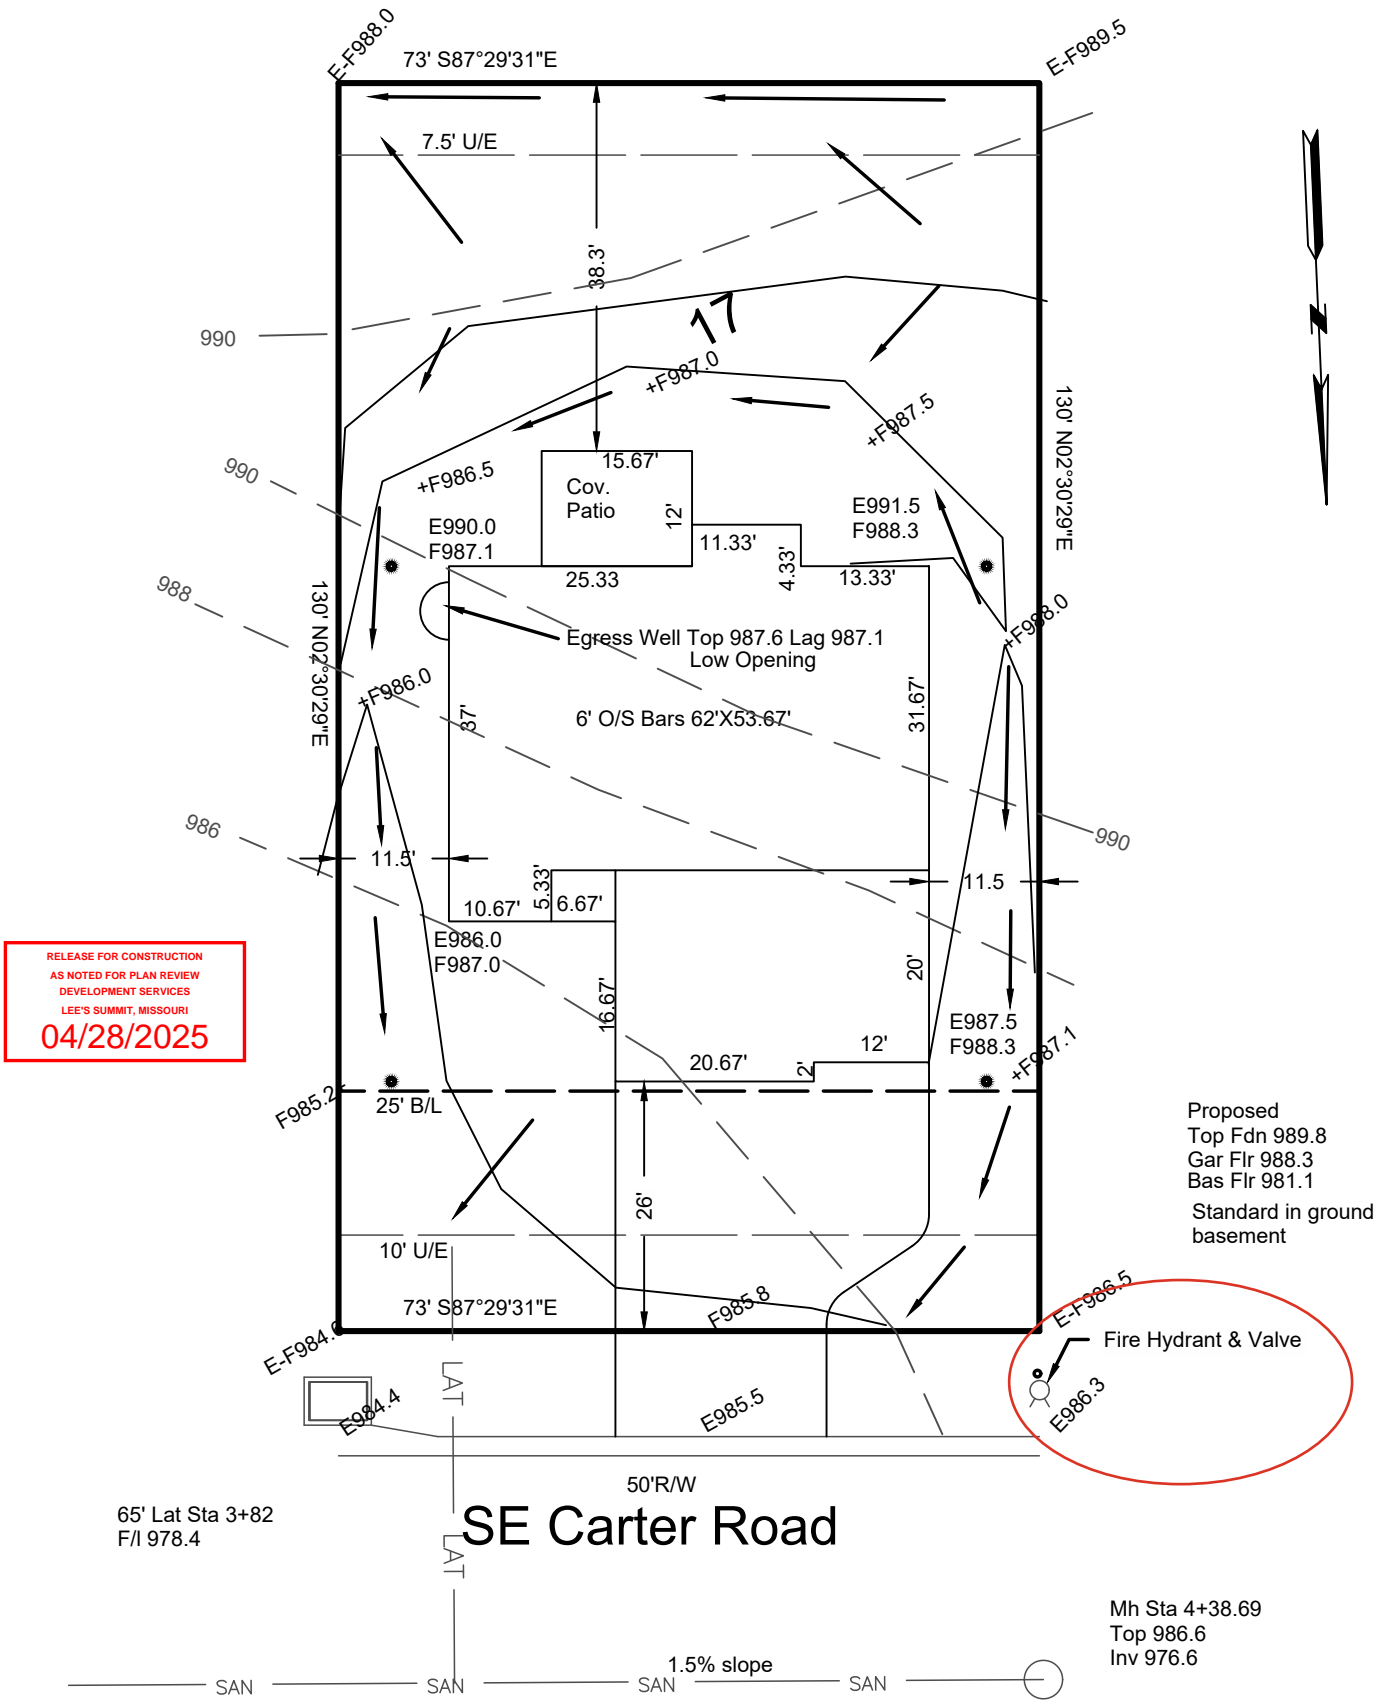 E-F988.0
73' S87°29'31"E
E-F989.5
7.5' U/E
38.3'
990
17
+F987.0
+F987.5
130' N02°30'29"E
N
990
+F986.5
15.67'
Cov.
Patio
12'
E990.0
F987.1
E991.5
F988.3
11.33'
4.33'
13.33'
25.33
988
130' N02°30'29"E
+F988.0
Egress Well Top 987.6 Lag 987.1
Low Opening
+F986.0
37'
6' O/S Bars 62'X53.67'
31.67'
986
990
11.5'
11.5
5.33'
10.67'
6.67'
E986.0
F987.0
20'
16.67'
RELEASE FOR CONSTRUCTION
AS NOTED FOR PLAN REVIEW
DEVELOPMENT SERVICES
LEE'S SUMMIT, MISSOURI
04/28/2025
E987.5
F988.3
+F987.1
12'
20.67'
2'
F985.2
25' B/L
Proposed
Top Fdn 989.8
Gar Flr 988.3
Bas Flr 981.1
Standard in ground
basement
26'
10' U/E
73' S87°29'31"E
F985.8
E-F986.5
E-F984.6
Fire Hydrant & Valve
LAT
E984.4
E985.5
E986.3
50'R/W
SE Carter Road
65' Lat Sta 3+82
F/l 978.4
LAT
Mh Sta 4+38.69
Top 986.6
Inv 976.6
1.5% slope
SAN
SAN
SAN
SAN